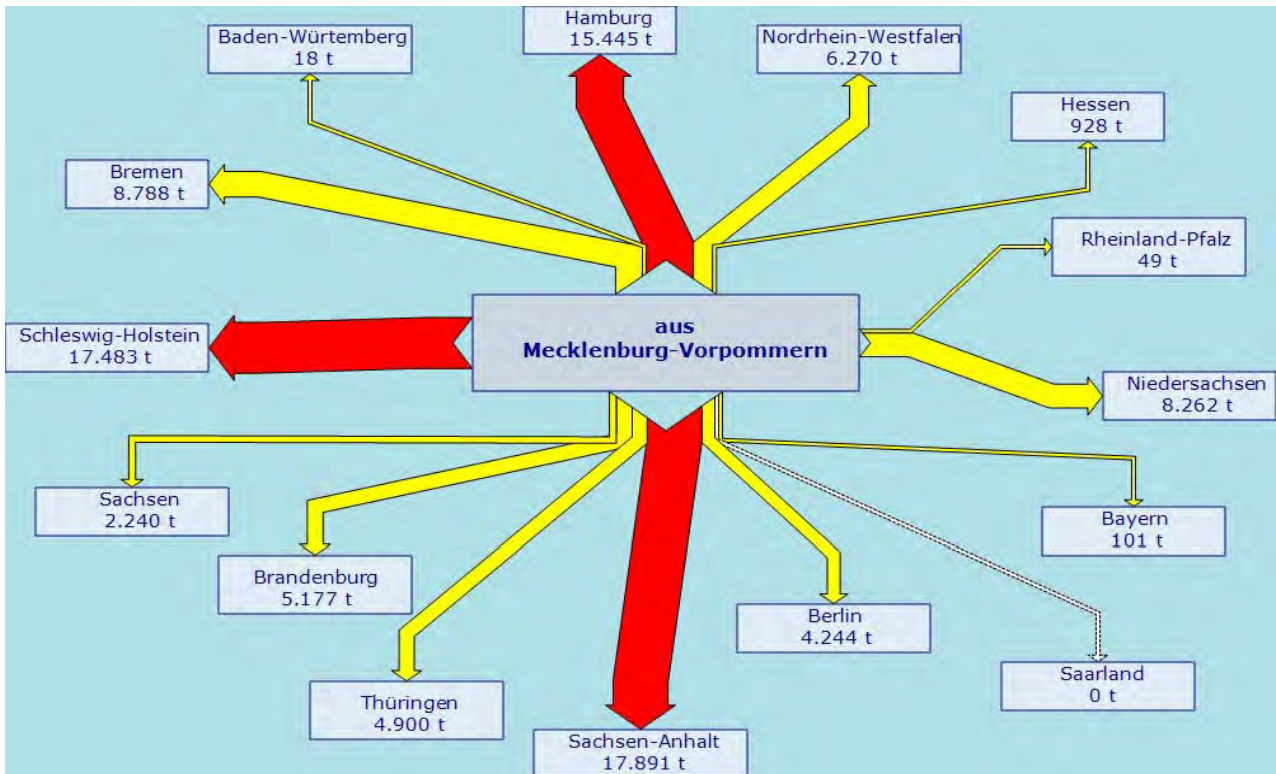 Hamburg
15.445 t
Baden-Würtemberg
18 t
Nordrhein-Westfalen
6.270 t
Hessen
928 t
Bremen
8.788 t
Rheinland-Pfalz
49 t
Schleswig-Holstein
17.483 t
aus
Mecklenburg-Vorpommern
Niedersachsen
8.262 t
Sachsen
2.240 t
Bayern
101 t
Brandenburg
5.177 t
Berlin
4.244 t
Saarland
0 t
Thüringen
4.900 t
Sachsen-Anhalt
17.891 t